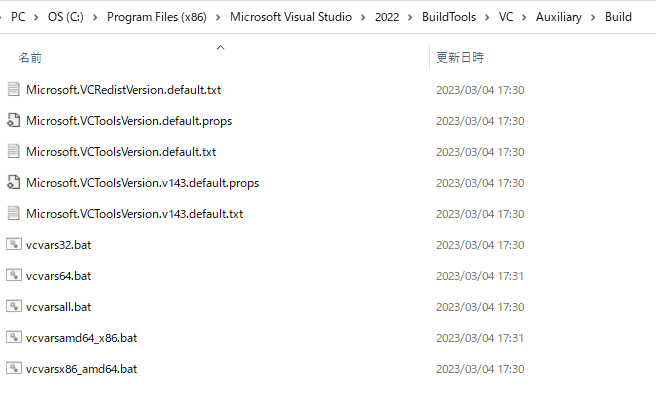 PC › OS (C:) › Program Files (x86) › Microsoft Visual Studio › 2022 › BuildTools › VC › Auxiliary › Build
名前 更新日時
Microsoft.VCRedistVersion.default.txt 2023/03/04 17:30
Microsoft.VCToolsVersion.default.props 2023/03/04 17:30
Microsoft.VCToolsVersion.default.txt 2023/03/04 17:30
Microsoft.VCToolsVersion.v143.default.props 2023/03/04 17:30
Microsoft.VCToolsVersion.v143.default.txt 2023/03/04 17:30
vcvars32.bat 2023/03/04 17:30
vcvars64.bat 2023/03/04 17:31
vcvarsall.bat 2023/03/04 17:30
vcvarsamd64_x86.bat 2023/03/04 17:31
vcvarsx86_amd64.bat 2023/03/04 17:30